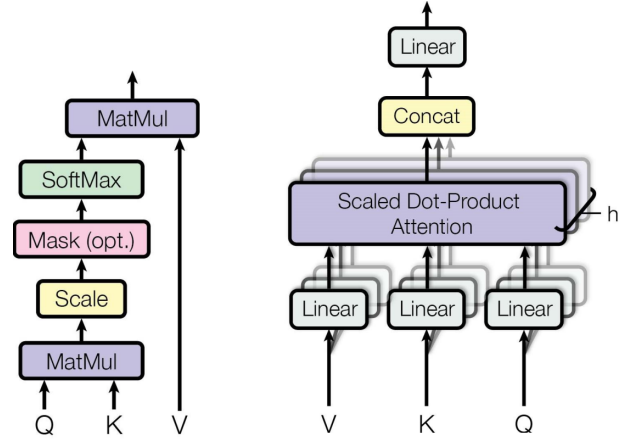 MatMul
SoftMax
Mask (opt.)
Scale
MatMul
Q K V
Linear
Concat
Scaled Dot-Product
Attention
h
Linear Linear Linear
V K Q